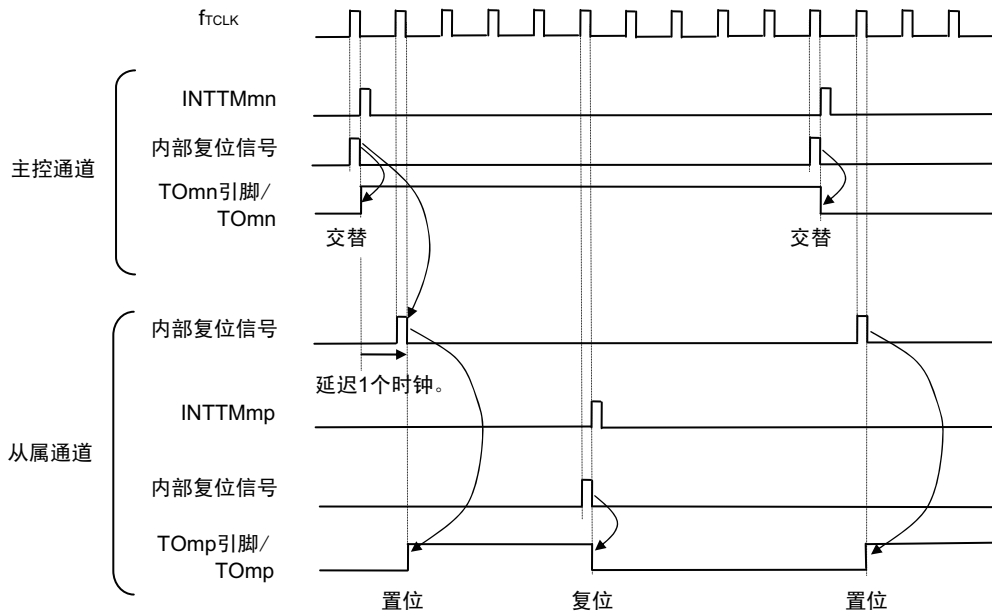 fTCLK
INTTMmn
内部复位信号
主控通道
TOmn引脚/
TOmn
交替
交替
内部复位信号
延迟1个时钟。
INTTMmp
从属通道
内部复位信号
TOmp引脚/
TOmp
置位
复位
置位